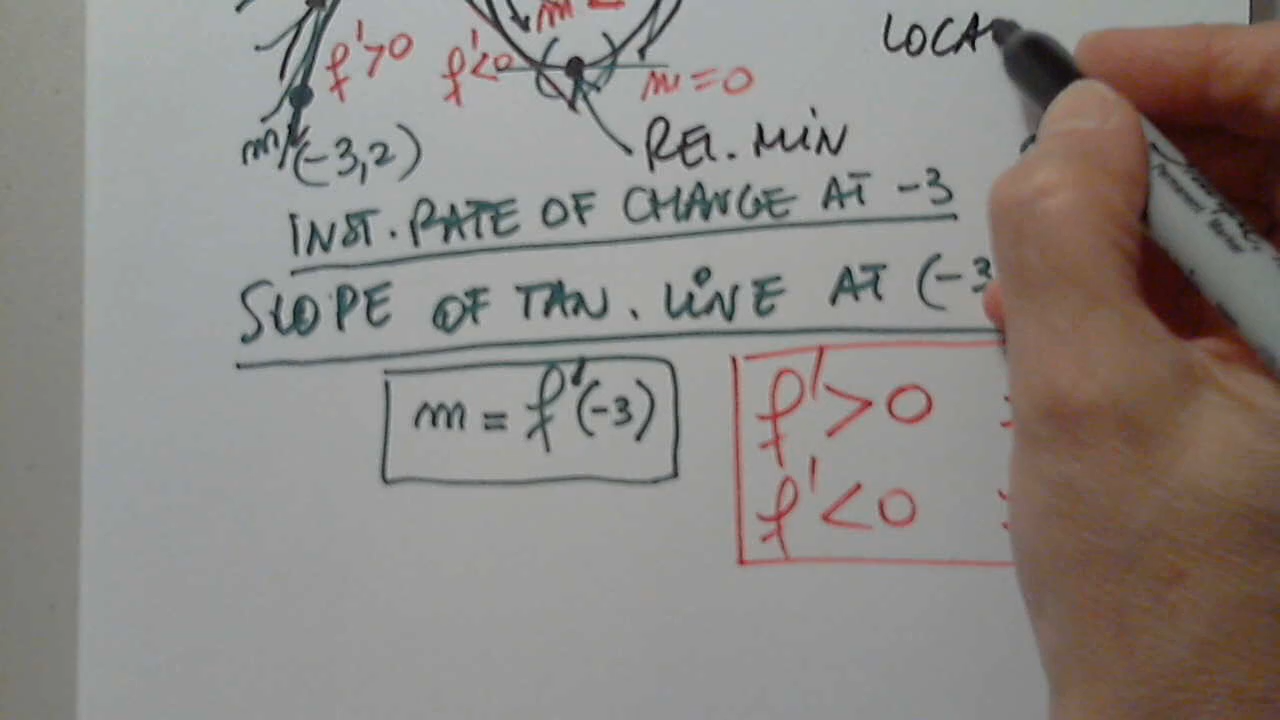 m <
LOCA
f'>0
f'<0
m=0
REL. MIN
m
(-3,2)
INST. RATE OF CHANGE AT -3
SLOPE OF TAN. LINE AT (-3
m = f'(-3)
f'>0
f'<0